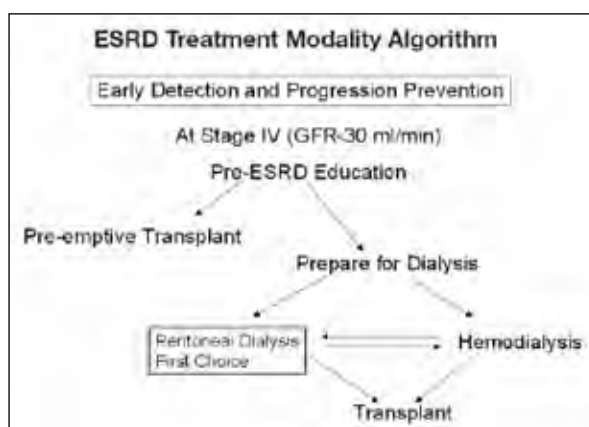 ESRD Treatment Modality Algorithm
Early Detection and Progression Prevention
At Stage IV (GFR-30 ml/min)
Pre-ESRD Education
Pre-emptive Transplant
Prepare for Dialysis
Peritoneal Dialysis
First Choice
Hemodialysis
Transplant